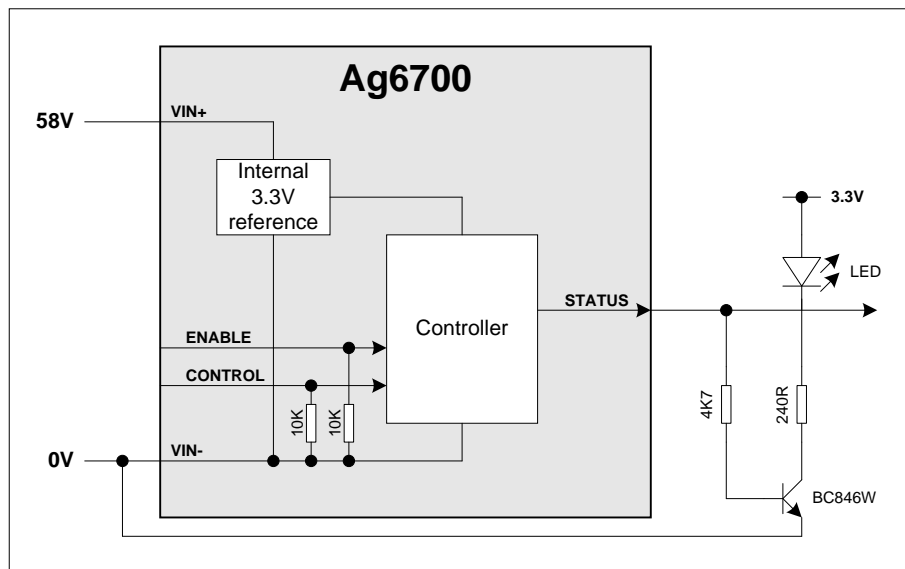 Ag6700
58V
VIN+
Internal
3.3V
reference
3.3V
LED
STATUS
Controller
ENABLE
CONTROL
10K
10K
4K7
240R
0V
VIN-
BC846W